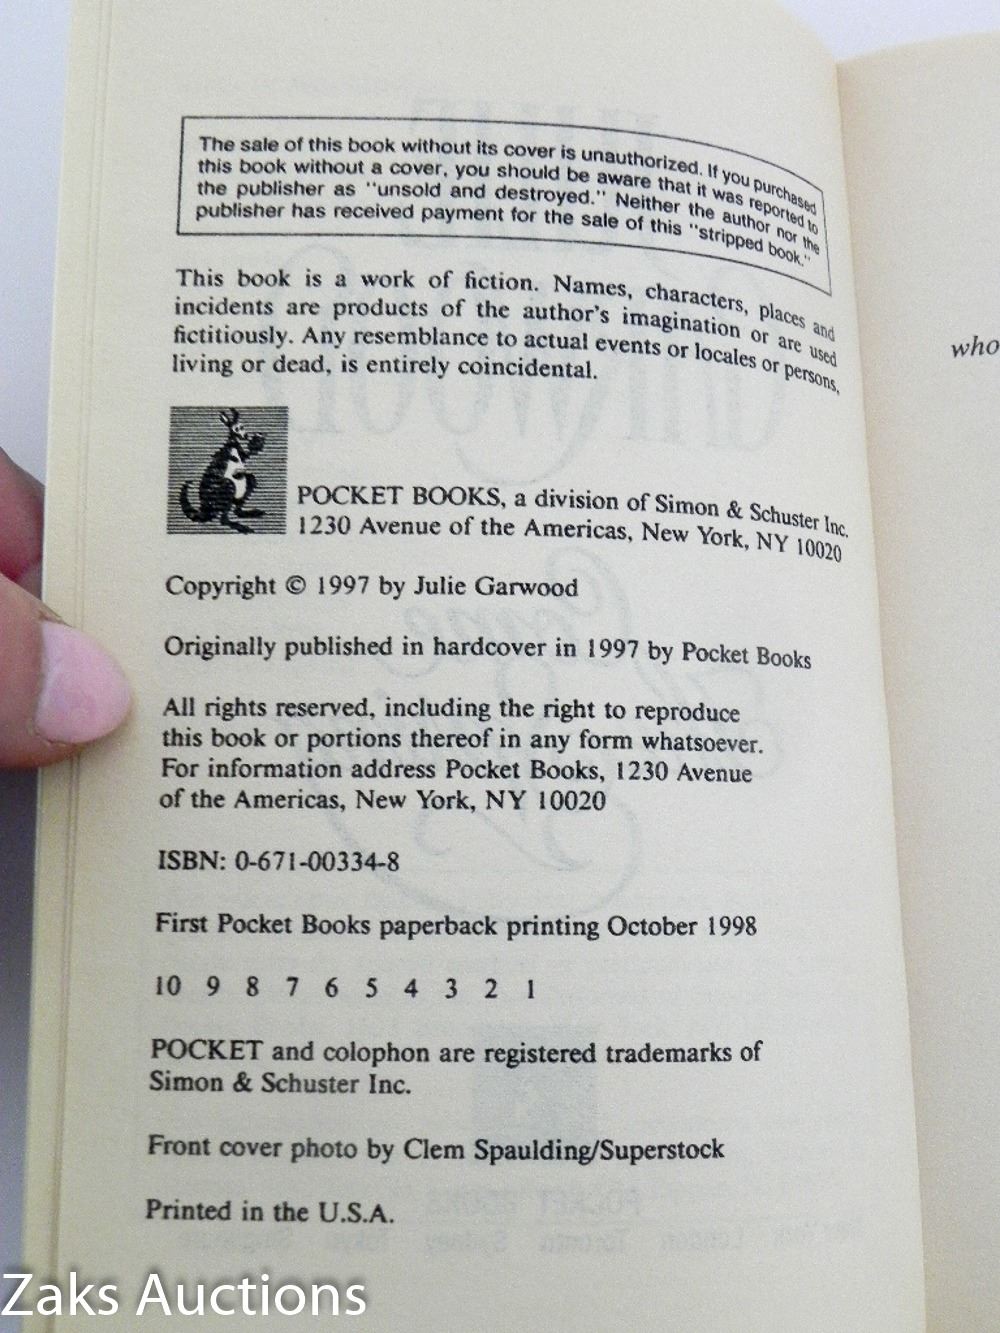 The sale of this book without its cover is unauthorized. If you purchased
this book without a cover, you should be aware that it was reported to
the publisher as "unsold and destroyed." Neither the author nor the
publisher has received payment for the sale of this "stripped book."
This book is a work of fiction. Names, characters, places and
incidents are products of the author's imagination or are used
fictitiously. Any resemblance to actual events or locales or persons,
living or dead, is entirely coincidental.
POCKET BOOKS, a division of Simon & Schuster Inc.
1230 Avenue of the Americas, New York, NY 10020
Copyright © 1997 by Julie Garwood
Originally published in hardcover in 1997 by Pocket Books
All rights reserved, including the right to reproduce
this book or portions thereof in any form whatsoever.
For information address Pocket Books, 1230 Avenue
of the Americas, New York, NY 10020
ISBN: 0-671-00334-8
First Pocket Books paperback printing October 1998
10 9 8 7 6 5 4 3 2 1
POCKET and colophon are registered trademarks of
Simon & Schuster Inc.
Front cover photo by Clem Spaulding/Superstock
Printed in the U.S.A.
who
Zaks Auctions